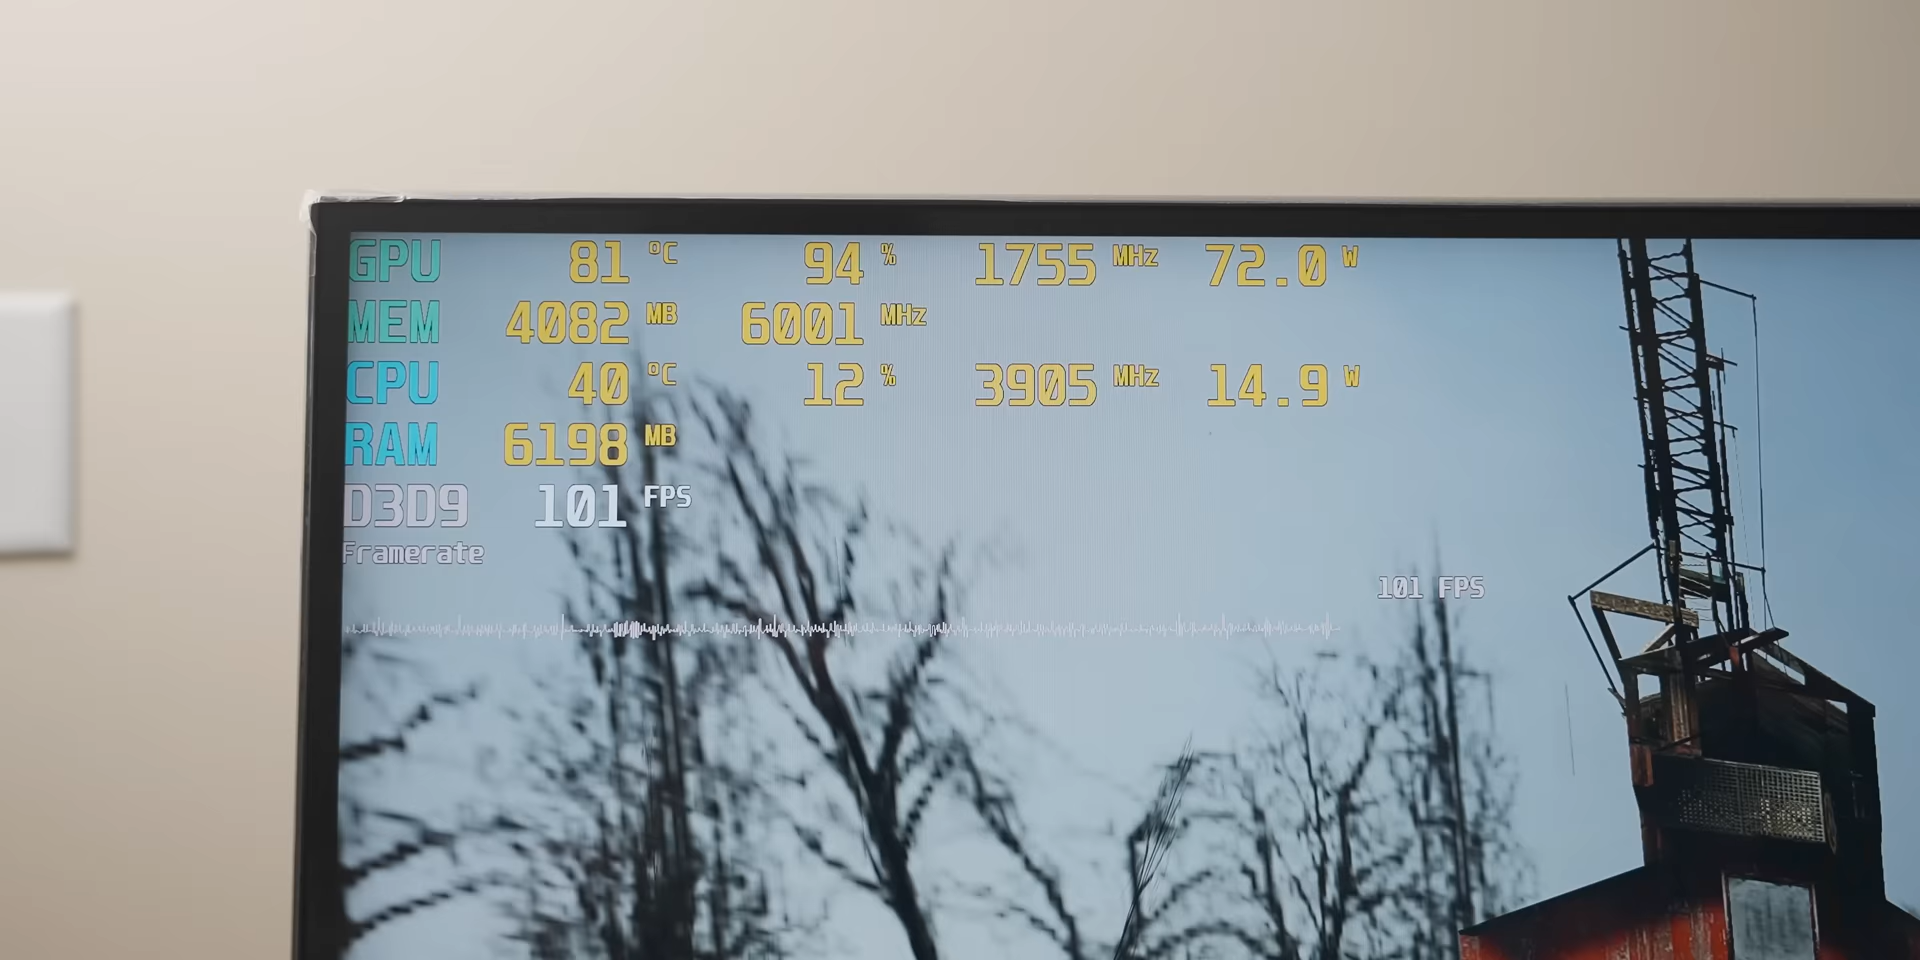 GPU 81 °C 94 % 1755 MHz 72.0 W
MEM 4082 MB 6001 MHz
CPU 40 °C 12 % 3905 MHz 14.9 W
RAM 6198 MB
D3D9 101 FPS
Framerate
101 FPS